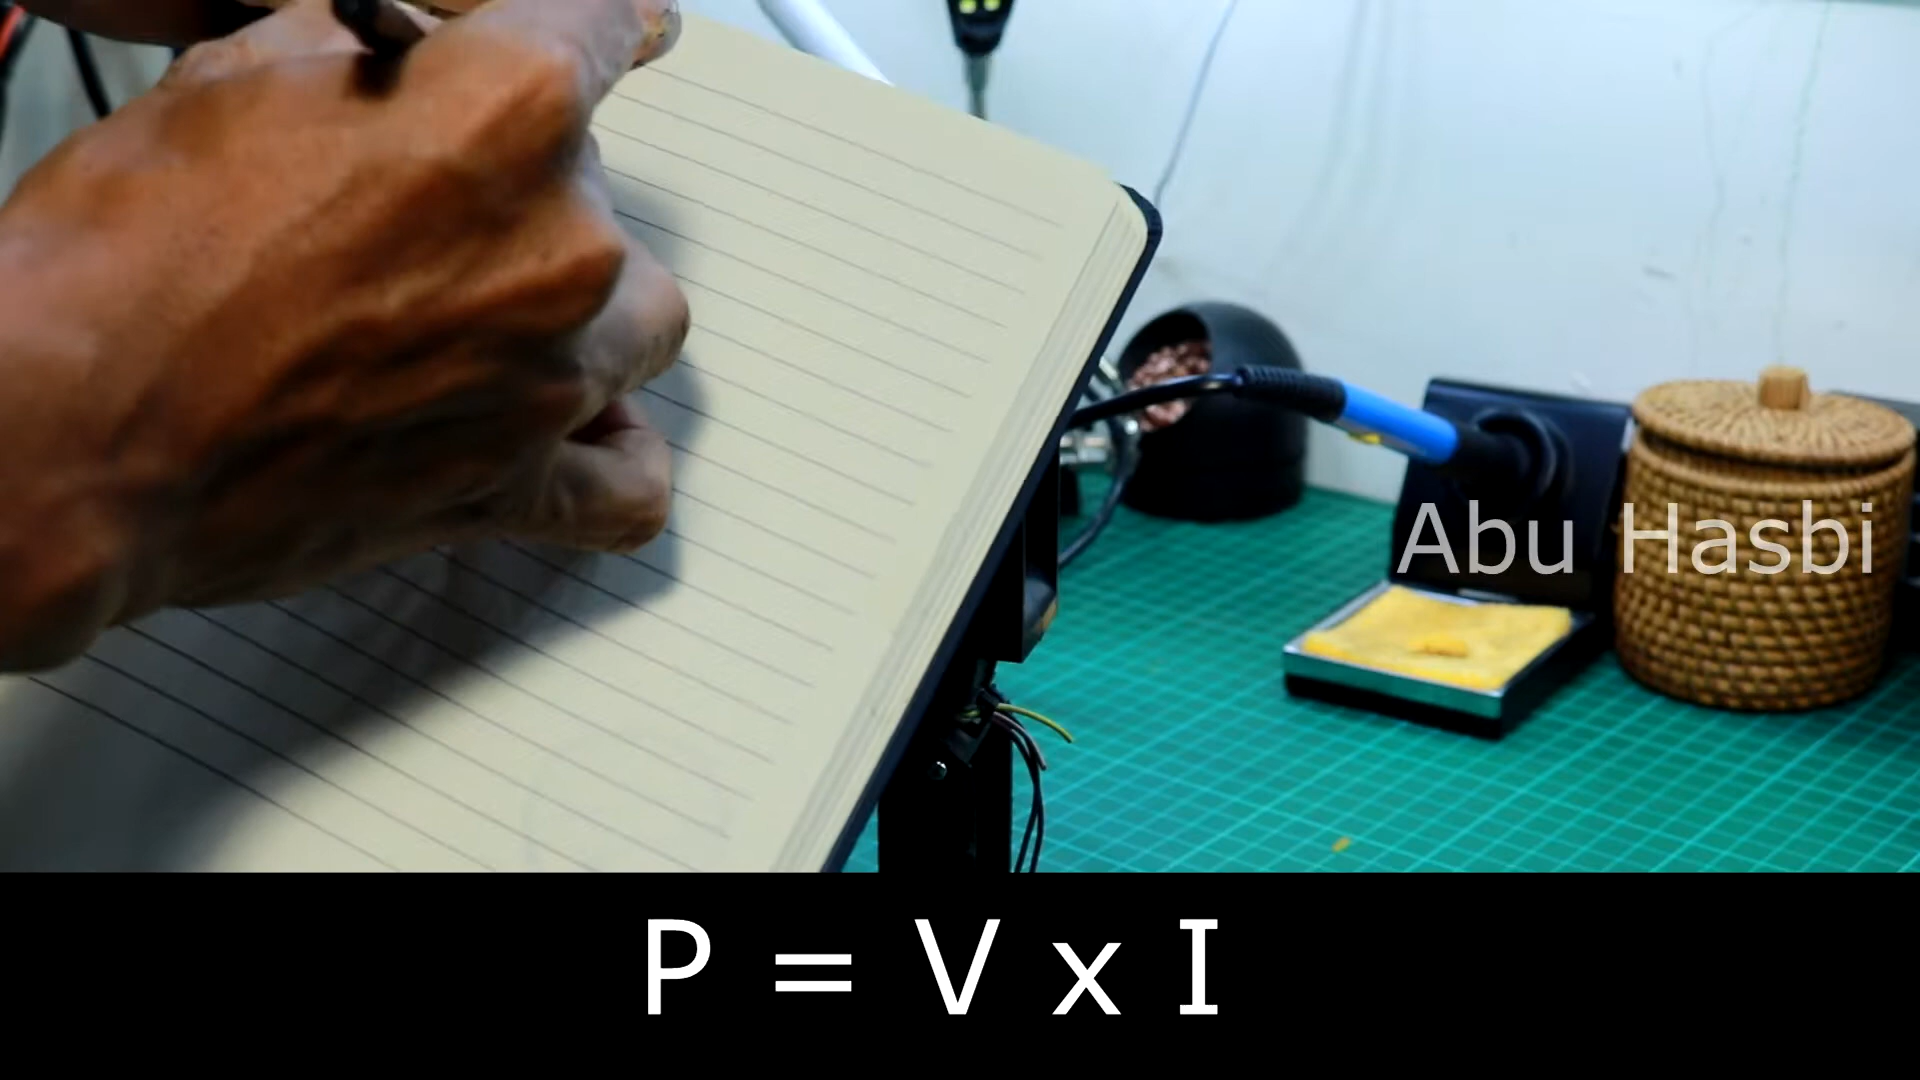 Abu Hasbi
P = V x I